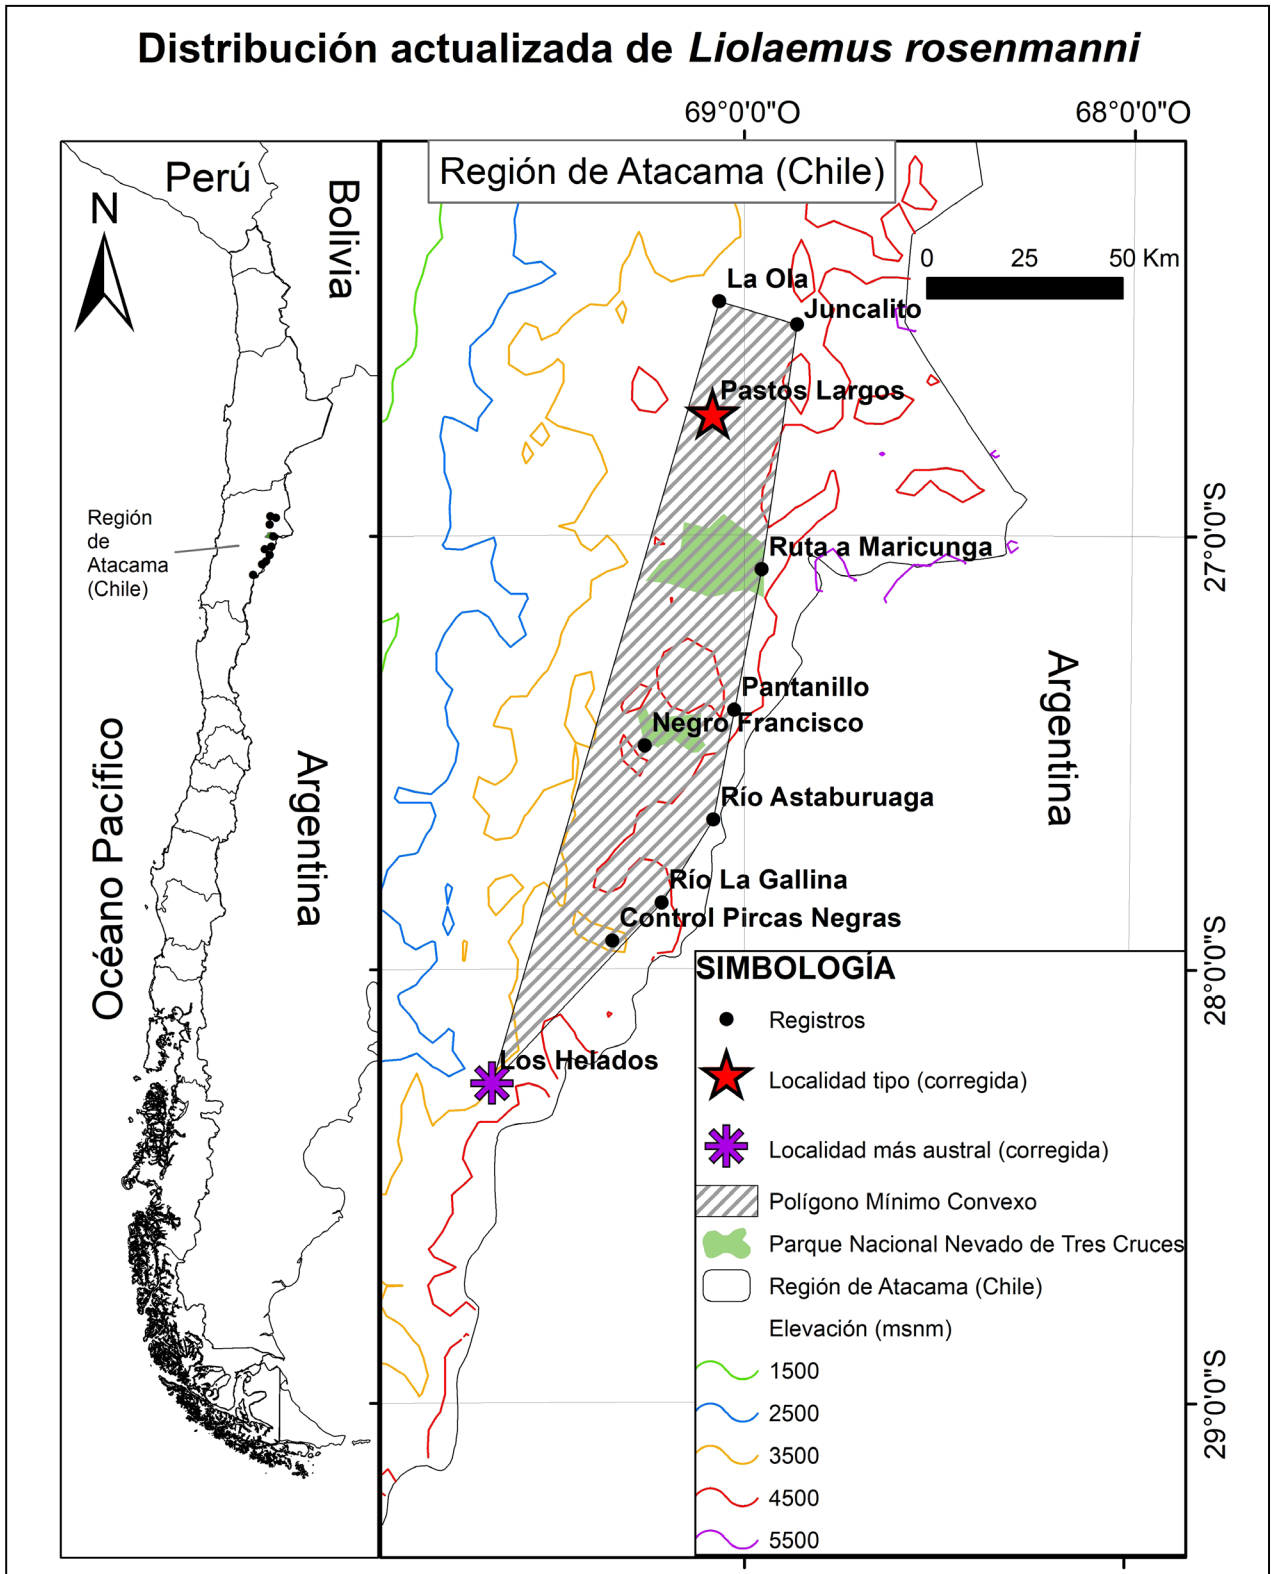 Distribución actualizada de Liolaemus rosenmanni
69°0'0"O
68°0'0"O
Perú
Bolivia
N
Región
de
Atacama
(Chile)
Océano Pacífico
Argentina
Región de Atacama (Chile)
0 25 50 Km
La Ola
Juncalito
Pastos Largos
27°0'0"S
Ruta a Maricunga
Pantanillo
Negro Francisco
Argentina
Río Astaburuaga
Río La Gallina
Control Pircas Negras
28°0'0"S
Los Helados
SIMBOLOGÍA
Registros
Localidad tipo (corregida)
Localidad más austral (corregida)
Polígono Mínimo Convexo
Parque Nacional Nevado de Tres Cruces
Región de Atacama (Chile)
Elevación (msnm)
1500
2500
3500
4500
5500
29°0'0"S